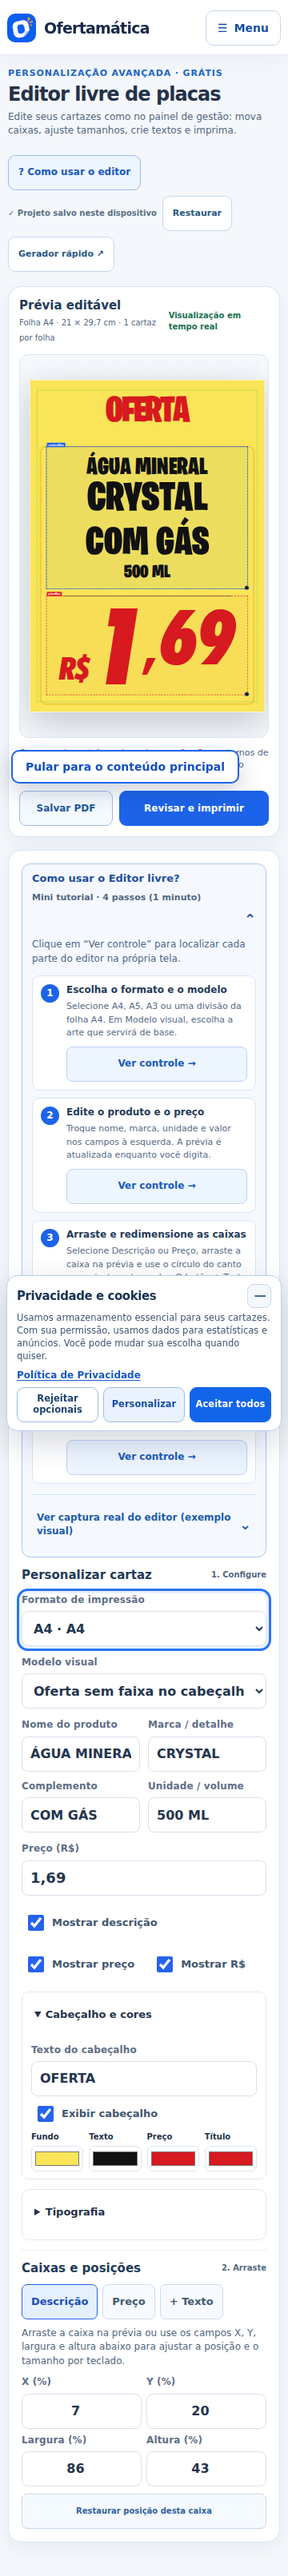 Ofertamática
☰ Menu
PERSONALIZAÇÃO AVANÇADA · GRÁTIS
Editor livre de placas
Edite seus cartazes como no painel de gestão: mova
caixas, ajuste tamanhos, crie textos e imprima.
? Como usar o editor
✓ Projeto salvo neste dispositivo
Restaurar
Gerador rápido ↗
Prévia editável
Folha A4 · 21 × 29,7 cm · 1 cartaz
por folha
Visualização em
tempo real
OFERTA
ÁGUA MINERAL
CRYSTAL
COM GÁS
500 ML
R$ 1,69
Pular para o conteúdo principal
Salvar PDF
Revisar e imprimir
Como usar o Editor livre?
Mini tutorial · 4 passos (1 minuto)
Clique em “Ver controle” para localizar cada
parte do editor na própria tela.
1 Escolha o formato e o modelo
Selecione A4, A5, A3 ou uma divisão da
folha A4. Em Modelo visual, escolha a
arte que servirá de base.
Ver controle →
2 Edite o produto e o preço
Troque nome, marca, unidade e valor
nos campos à esquerda. A prévia é
atualizada enquanto você digita.
Ver controle →
3 Arraste e redimensione as caixas
Selecione Descrição ou Preço, arraste a
caixa na prévia e use o círculo do canto
Privacidade e cookies
—
Usamos armazenamento essencial para seus cartazes.
Com sua permissão, usamos dados para estatísticas e
anúncios. Você pode mudar sua escolha quando
quiser.
Política de Privacidade
Rejeitar
opcionais
Personalizar
Aceitar todos
Ver controle →
Ver captura real do editor (exemplo
visual)
Personalizar cartaz
1. Configure
Formato de impressão
A4 · A4
Modelo visual
Oferta sem faixa no cabeçalh
Nome do produto
Marca / detalhe
ÁGUA MINERA
CRYSTAL
Complemento
Unidade / volume
COM GÁS
500 ML
Preço (R$)
1,69
Mostrar descrição
Mostrar preço
Mostrar R$
▼ Cabeçalho e cores
Texto do cabeçalho
OFERTA
Exibir cabeçalho
Fundo
Texto
Preço
Título
▶ Tipografia
Caixas e posições
2. Arraste
Descrição
Preço
+ Texto
Arraste a caixa na prévia ou use os campos X, Y,
largura e altura abaixo para ajustar a posição e o
tamanho por teclado.
X (%)
Y (%)
7
20
Largura (%)
Altura (%)
86
43
Restaurar posição desta caixa